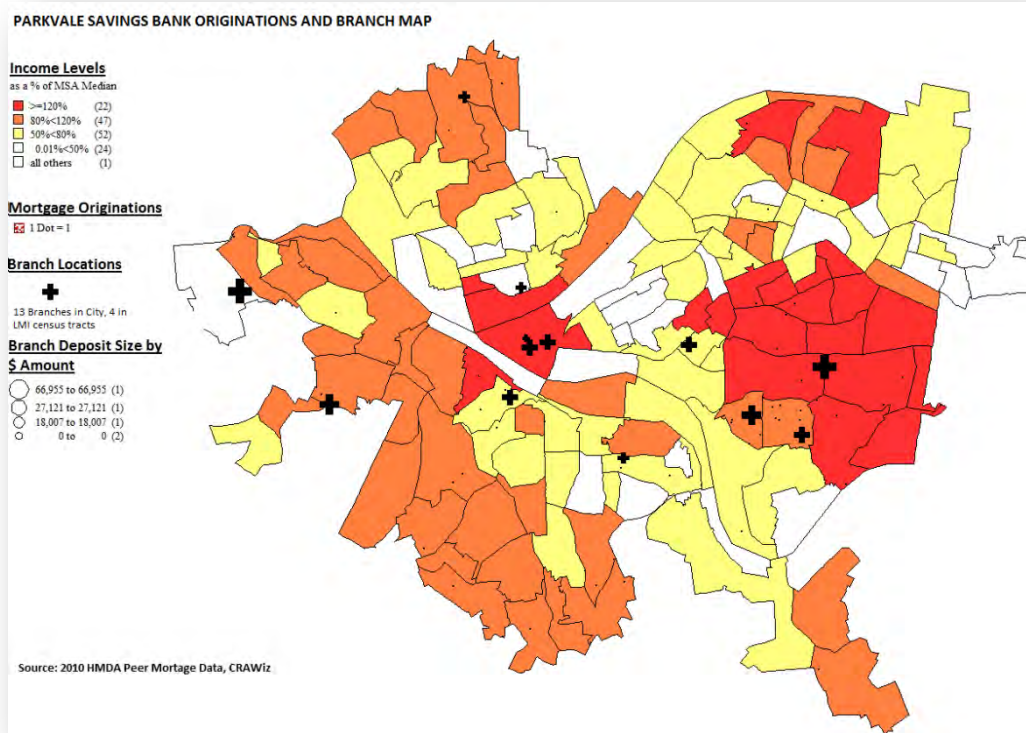 PARKVALE SAVINGS BANK ORIGINATIONS AND BRANCH MAP
Income Levels
as a % of MSA Median
>=120% (22)
80%<120% (47)
50%<80% (52)
0.01%<50% (24)
all others (1)
Mortgage Originations
1 Dot = 1
Branch Locations
13 Branches in City, 4 in
LMI census tracts
Branch Deposit Size by
$ Amount
66,955 to 66,955 (1)
27,121 to 27,121 (1)
18,007 to 18,007 (1)
0 to 0 (2)
Source: 2010 HMDA Peer Mortage Data, CRAWiz